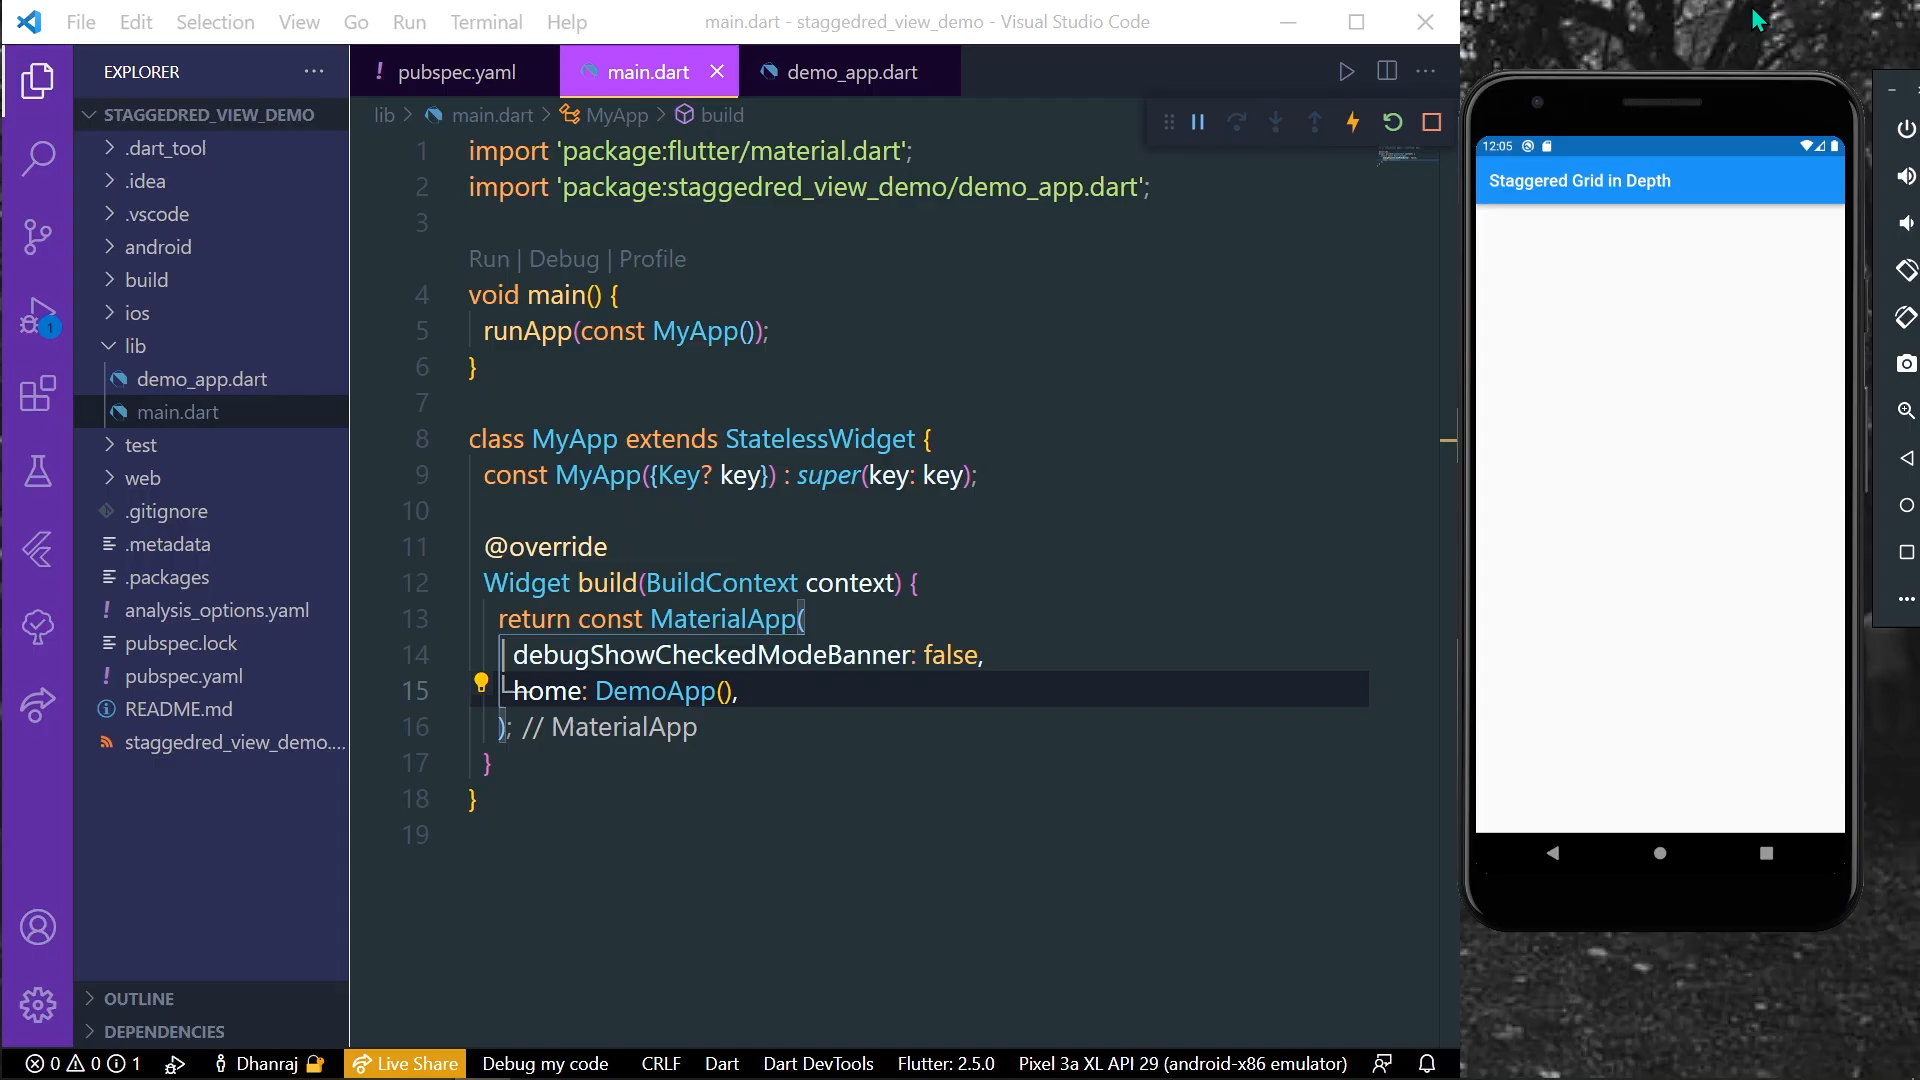 File Edit Selection View Go Run Terminal Help
main.dart - staggedred_view_demo - Visual Studio Code
EXPLORER
STAGGEDRED_VIEW_DEMO
.dart_tool
.idea
.vscode
android
build
ios
lib
demo_app.dart
main.dart
test
web
.gitignore
.metadata
.packages
analysis_options.yaml
pubspec.lock
pubspec.yaml
README.md
staggedred_view_demo....
OUTLINE
DEPENDENCIES
pubspec.yaml main.dart demo_app.dart
lib > main.dart > MyApp > build
1 import 'package:flutter/material.dart';
2 import 'package:staggedred_view_demo/demo_app.dart';
3
Run | Debug | Profile
4 void main() {
5 runApp(const MyApp());
6 }
7
8 class MyApp extends StatelessWidget {
9 const MyApp({Key? key}) : super(key: key);
10
11 @override
12 Widget build(BuildContext context) {
13 return const MaterialApp(
14 debugShowCheckedModeBanner: false,
15 home: DemoApp(),
16 ); // MaterialApp
17 }
18 }
19
12:05
Staggered Grid in Depth
1
0 0 1 Dhanraj Live Share Debug my code CRLF Dart Dart DevTools Flutter: 2.5.0 Pixel 3a XL API 29 (android-x86 emulator)